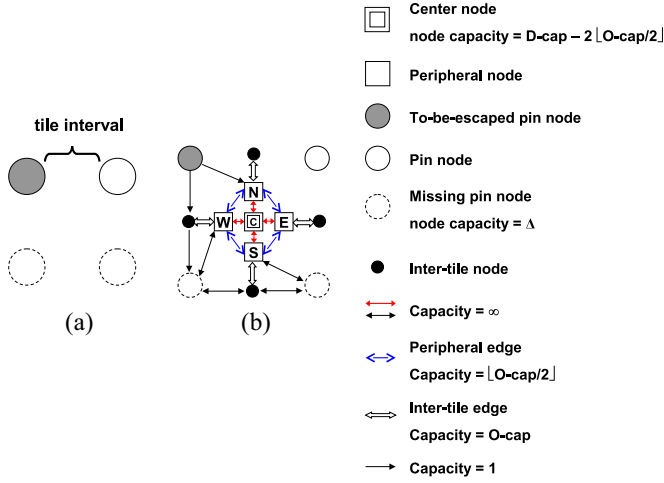 tile interval
(a)
N
W
C
E
S
(b)
Center node
node capacity = D-cap – 2⌊O-cap/2⌋
Peripheral node
To-be-escaped pin node
Pin node
Missing pin node
node capacity = Δ
Inter-tile node
Capacity = ∞
Peripheral edge
Capacity = ⌊O-cap/2⌋
Inter-tile edge
Capacity = O-cap
Capacity = 1